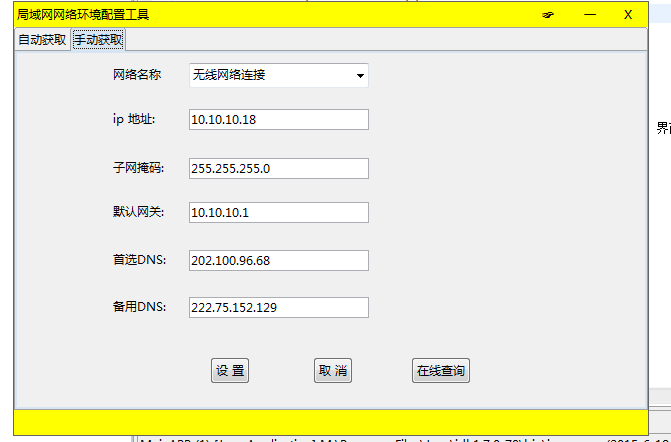 局域网网络环境配置工具
X
自动获取 手动获取
网络名称 无线网络连接
ip 地址: 10.10.10.18
子网掩码: 255.255.255.0
默认网关: 10.10.10.1
首选DNS: 202.100.96.68
备用DNS: 222.75.152.129
设 置 取 消 在线查询